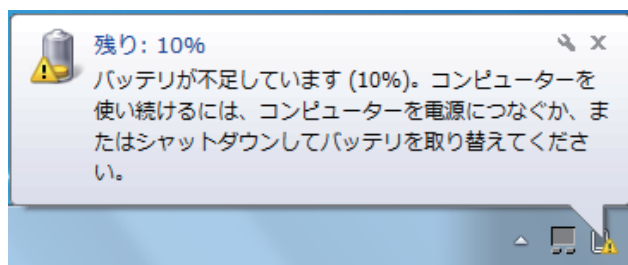 残り: 10%
バッテリが不足しています (10%)。コンピューターを
使い続けるには、コンピューターを電源につなぐか、ま
たはシャットダウンしてバッテリを取り替えてくださ
い。